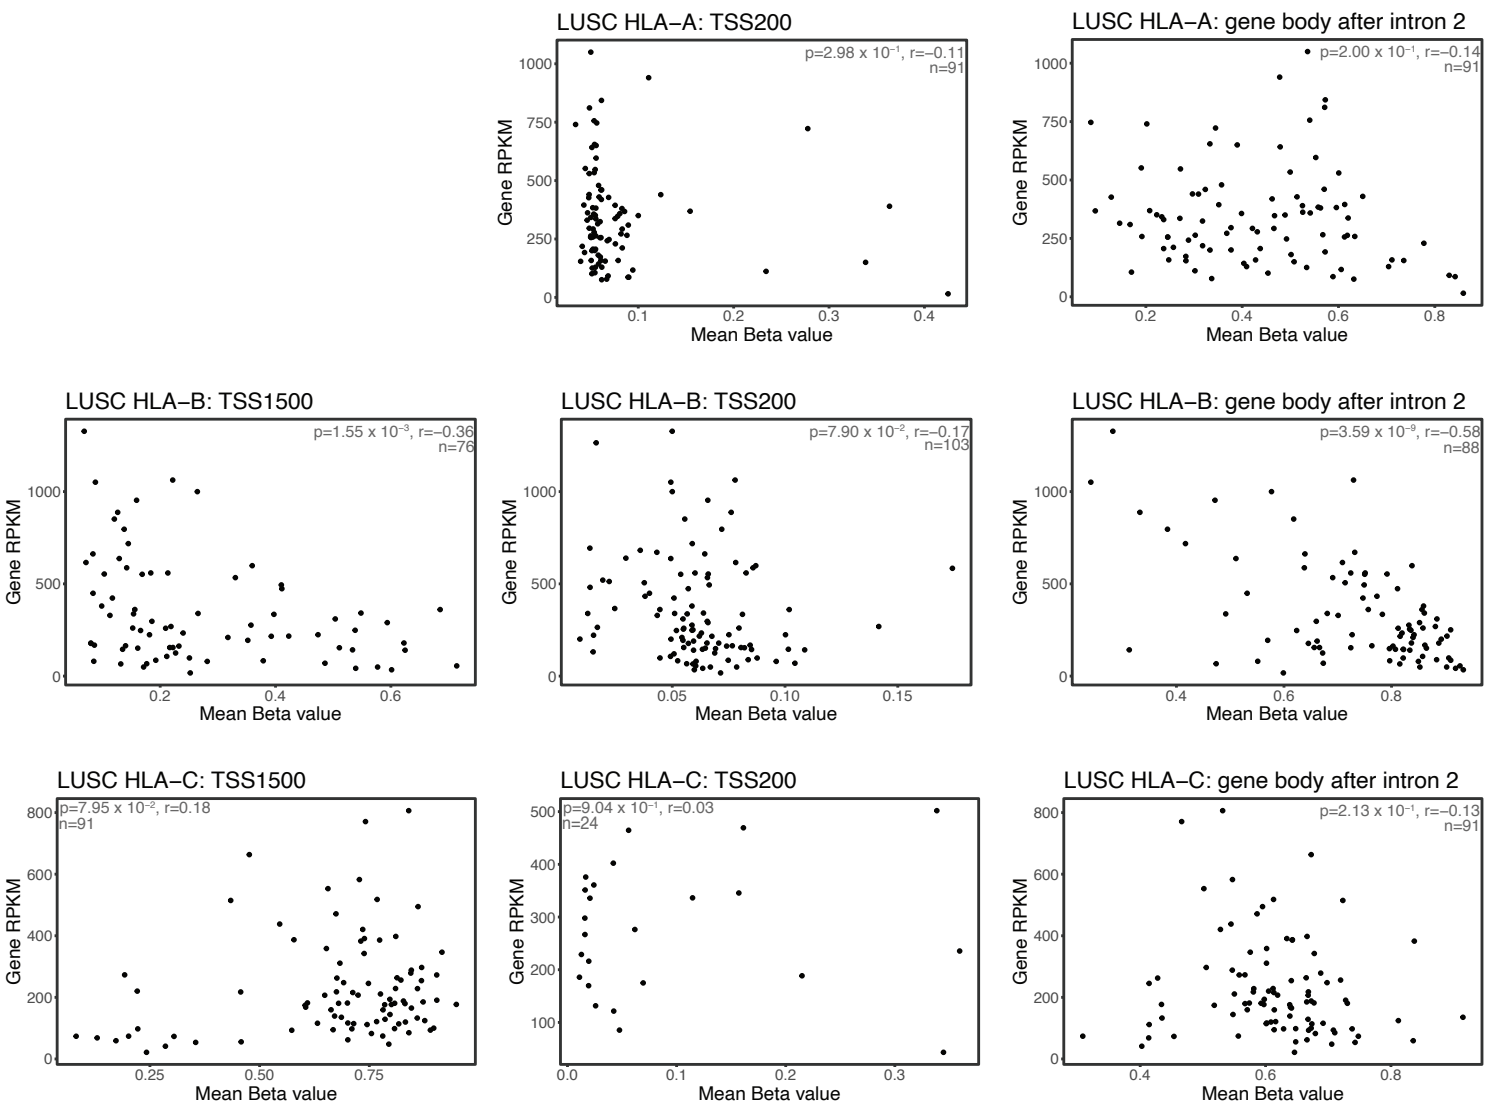 LUSC HLA−A: TSS200
p=2.98 x 10⁻¹, r=−0.11
n=91
Gene RPKM
1000
750
500
250
0
0.1 0.2 0.3 0.4
Mean Beta value
LUSC HLA−A: gene body after intron 2
p=2.00 x 10⁻¹, r=−0.14
n=91
Gene RPKM
1000
750
500
250
0
0.2 0.4 0.6 0.8
Mean Beta value
LUSC HLA−B: TSS1500
p=1.55 x 10⁻³, r=−0.36
n=76
Gene RPKM
1000
500
0
0.2 0.4 0.6
Mean Beta value
LUSC HLA−B: TSS200
p=7.90 x 10⁻², r=−0.17
n=103
Gene RPKM
1000
500
0
0.05 0.10 0.15
Mean Beta value
LUSC HLA−B: gene body after intron 2
p=3.59 x 10⁻⁹, r=−0.58
n=88
Gene RPKM
1000
500
0
0.4 0.6 0.8
Mean Beta value
LUSC HLA−C: TSS1500
p=7.95 x 10⁻², r=0.18
n=91
Gene RPKM
800
600
400
200
0
0.25 0.50 0.75
Mean Beta value
LUSC HLA−C: TSS200
p=9.04 x 10⁻¹, r=0.03
n=24
Gene RPKM
500
400
300
200
100
0.0 0.1 0.2 0.3
Mean Beta value
LUSC HLA−C: gene body after intron 2
p=2.13 x 10⁻¹, r=−0.13
n=91
Gene RPKM
800
600
400
200
0
0.4 0.6 0.8
Mean Beta value